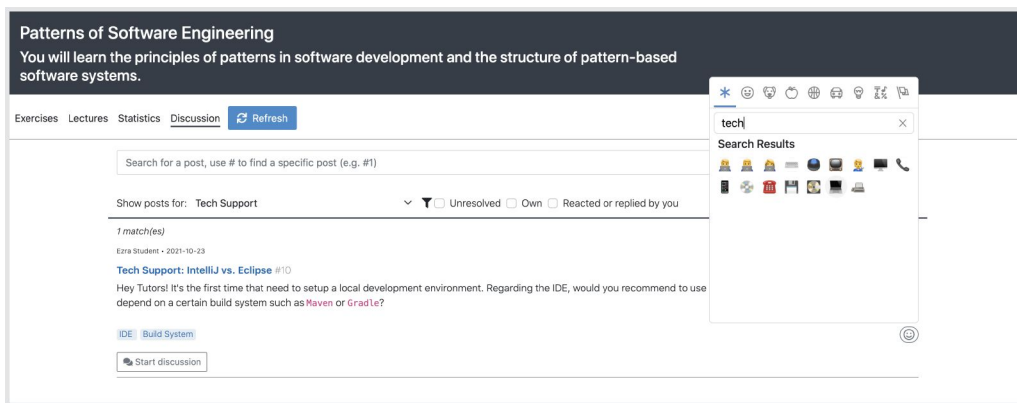 Patterns of Software Engineering
You will learn the principles of patterns in software development and the structure of pattern-based
software systems.
Exercises Lectures Statistics Discussion Refresh
tech
Search Results
Search for a post, use # to find a specific post (e.g. #1)
Show posts for: Tech Support Unresolved Own Reacted or replied by you
1 match(es)
Ezra Student • 2021-10-23
Tech Support: IntelliJ vs. Eclipse #10
Hey Tutors! It's the first time that need to setup a local development environment. Regarding the IDE, would you recommend to use
depend on a certain build system such as Maven or Gradle?
IDE Build System
Start discussion